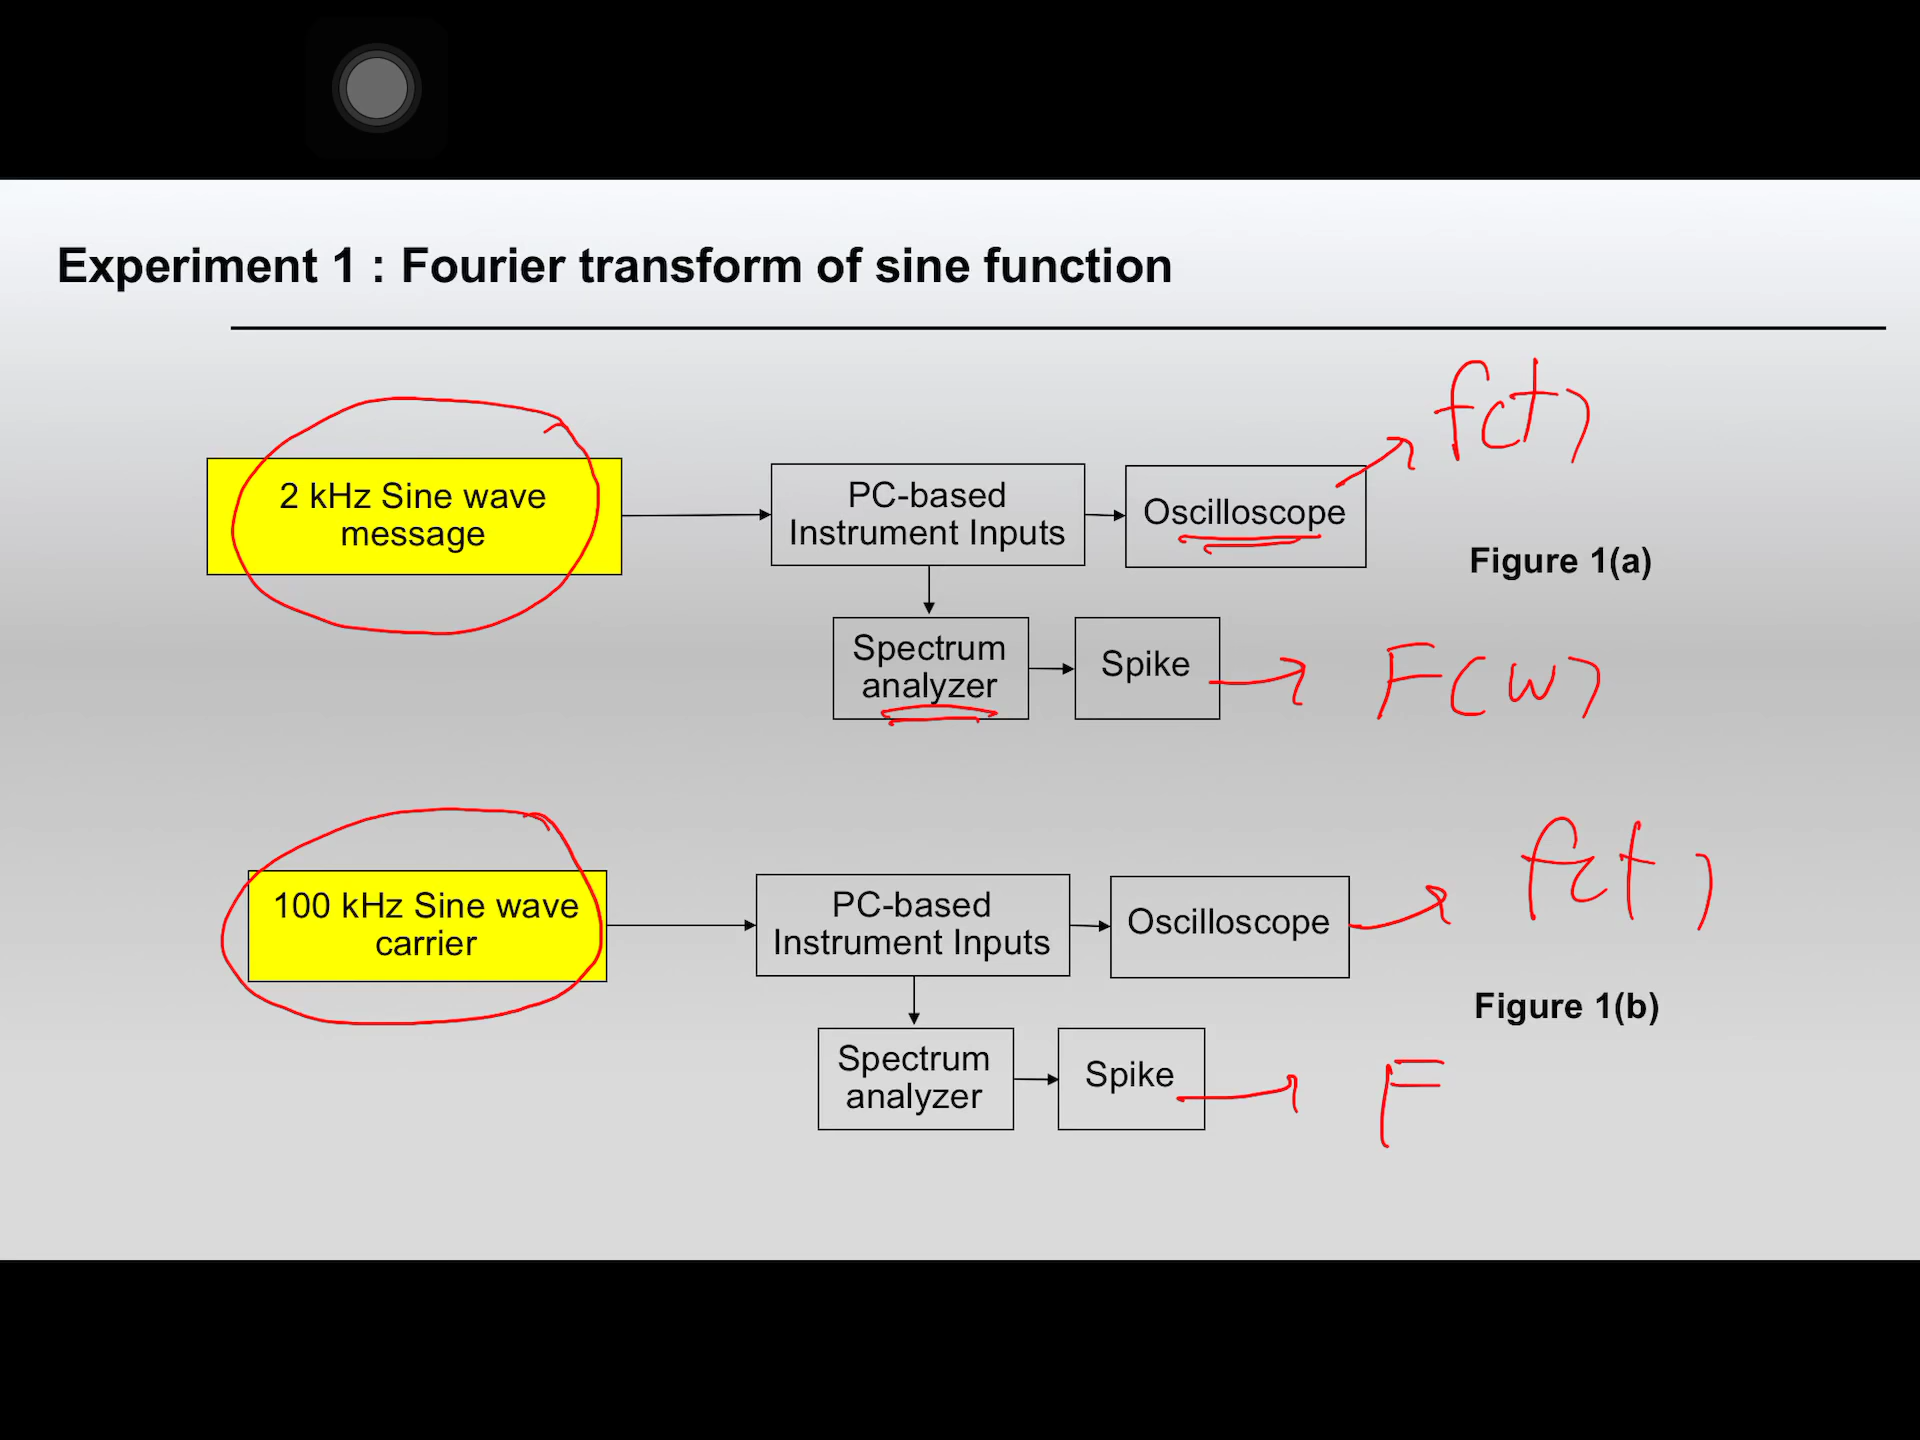 Experiment 1 : Fourier transform of sine function
f(t)
2 kHz Sine wave
message
PC-based
Instrument Inputs
Oscilloscope
Figure 1(a)
Spectrum
analyzer
Spike
F(w)
f(t)
100 kHz Sine wave
carrier
PC-based
Instrument Inputs
Oscilloscope
Figure 1(b)
Spectrum
analyzer
Spike
F